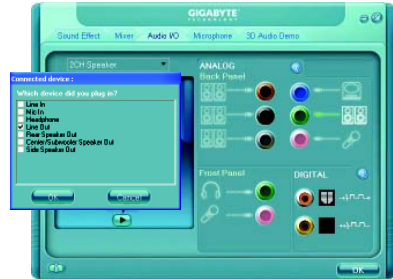 GIGABYTE
TECHNOLOGY
Sound Effect Mixer Audio I/O Microphone 3D Audio Demo
2CH Speaker
ANALOG
Back Panel
Connected device :
Which device did you plug in?
Line In
Mic In
Headphone
Line Out
Rear Speaker Out
Center/Subwoofer Speaker Out
Side Speaker Out
OK Cancel
Front Panel
DIGITAL
OK